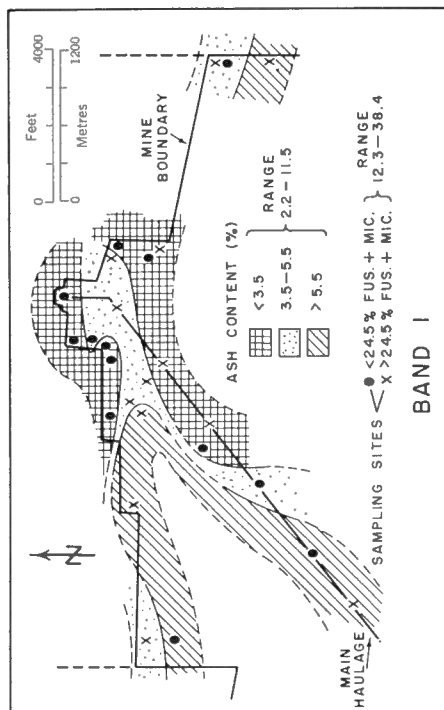 Feet
0 4000
0 1200
Metres
N
MINE
BOUNDARY
ASH CONTENT (%)
<3.5
3.5-5.5
>5.5
RANGE
2.2-11.5
MAIN
HAULAGE
SAMPLING SITES
<24.5% FUS. + MIC.
X >24.5% FUS. + MIC.
RANGE
12.3-38.4
BAND I